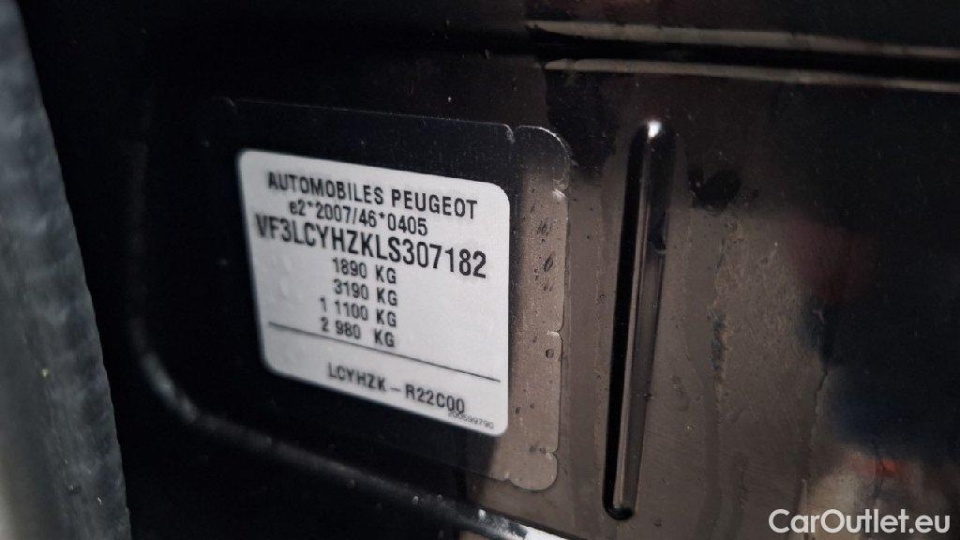 AUTOMOBILES PEUGEOT
e2*2007/46*0405
VF3LCYHZKLS307182
1890 KG
3190 KG
1 1100 KG
2 980 KG
LCYHZK - R22C00
CarOutlet.eu